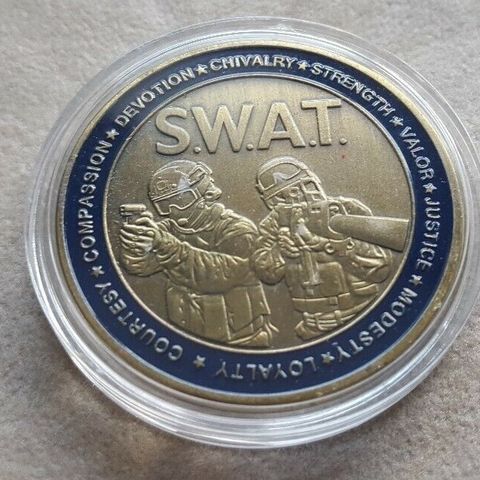 COURTESY ★ COMPASSION ★ DEVOTION ★ CHIVALRY ★ STRENGTH ★ VALOR ★ JUSTICE ★ MODESTY ★ LOYALTY ★
S.W.A.T.